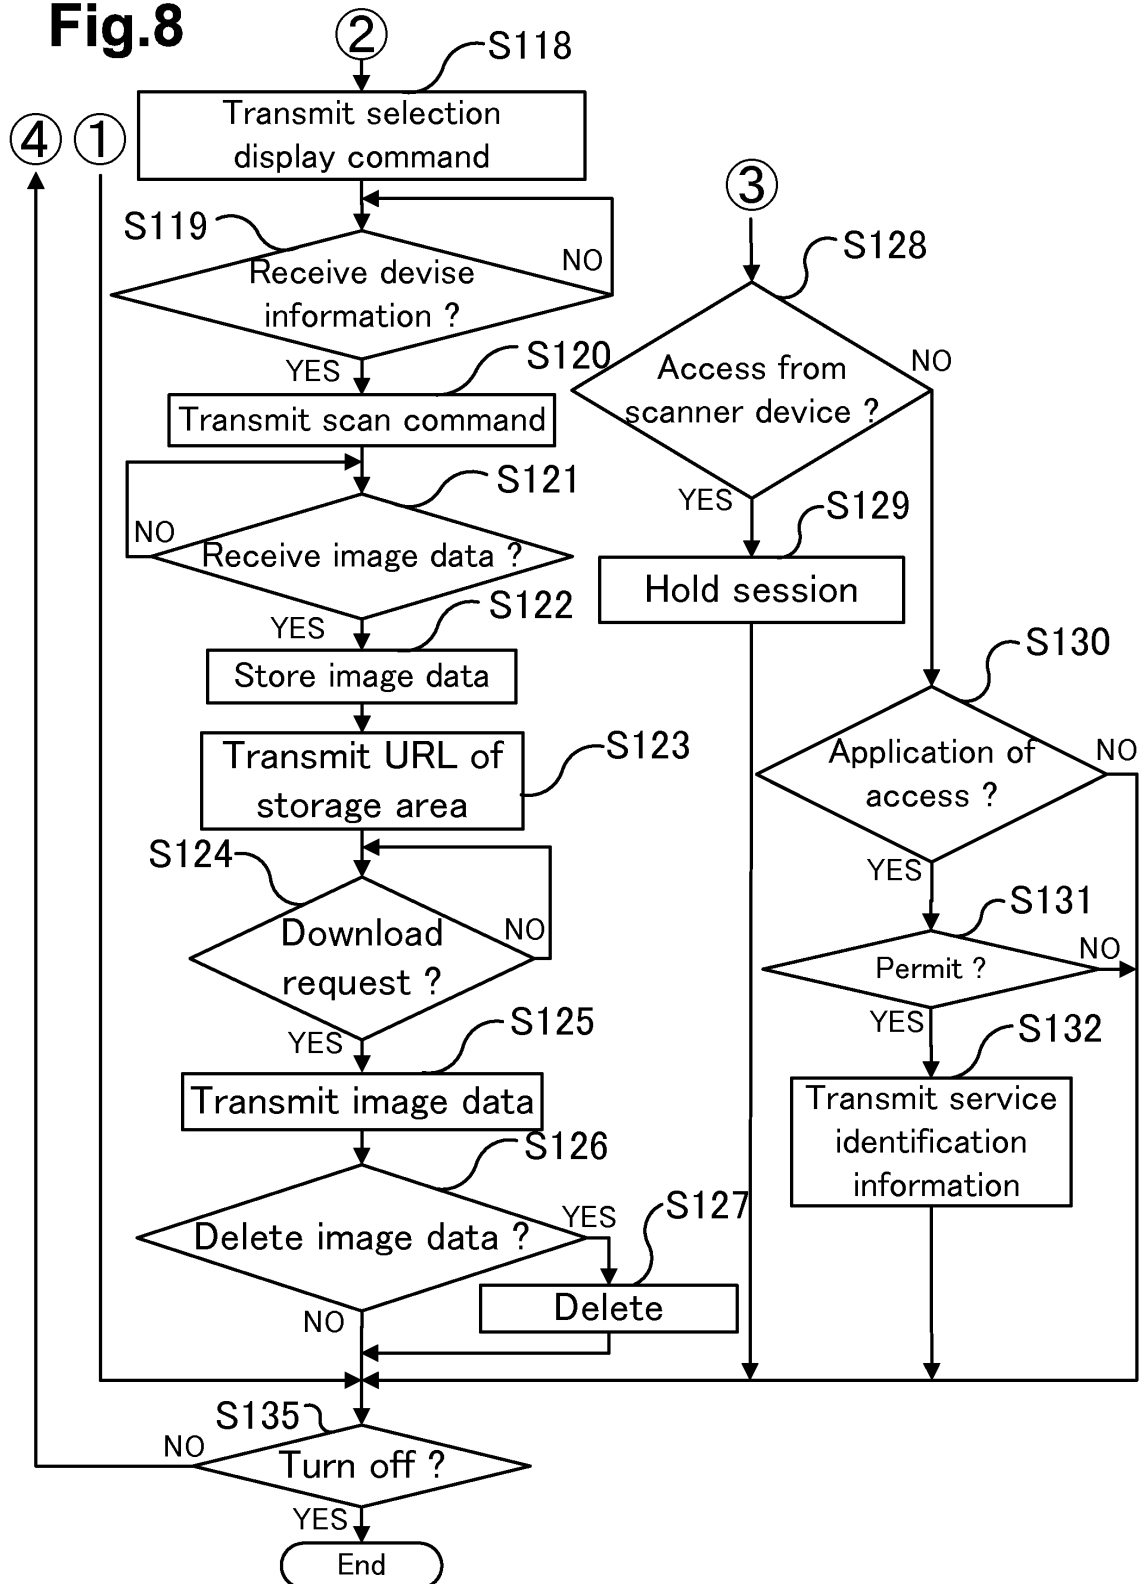 Fig.8
②
S118
Transmit selection
display command
④
①
③
S119
NO
Receive devise
information ?
YES
S120
Transmit scan command
S121
NO
Receive image data ?
YES
S122
Store image data
S123
Transmit URL of
storage area
S124
NO
Download
request ?
YES
S125
Transmit image data
S126
Delete image data ?
YES
S127
Delete
NO
S128
NO
Access from
scanner device ?
YES
S129
Hold session
S130
NO
Application of
access ?
YES
S131
NO
Permit ?
YES
S132
Transmit service
identification
information
S135
NO
Turn off ?
YES
End